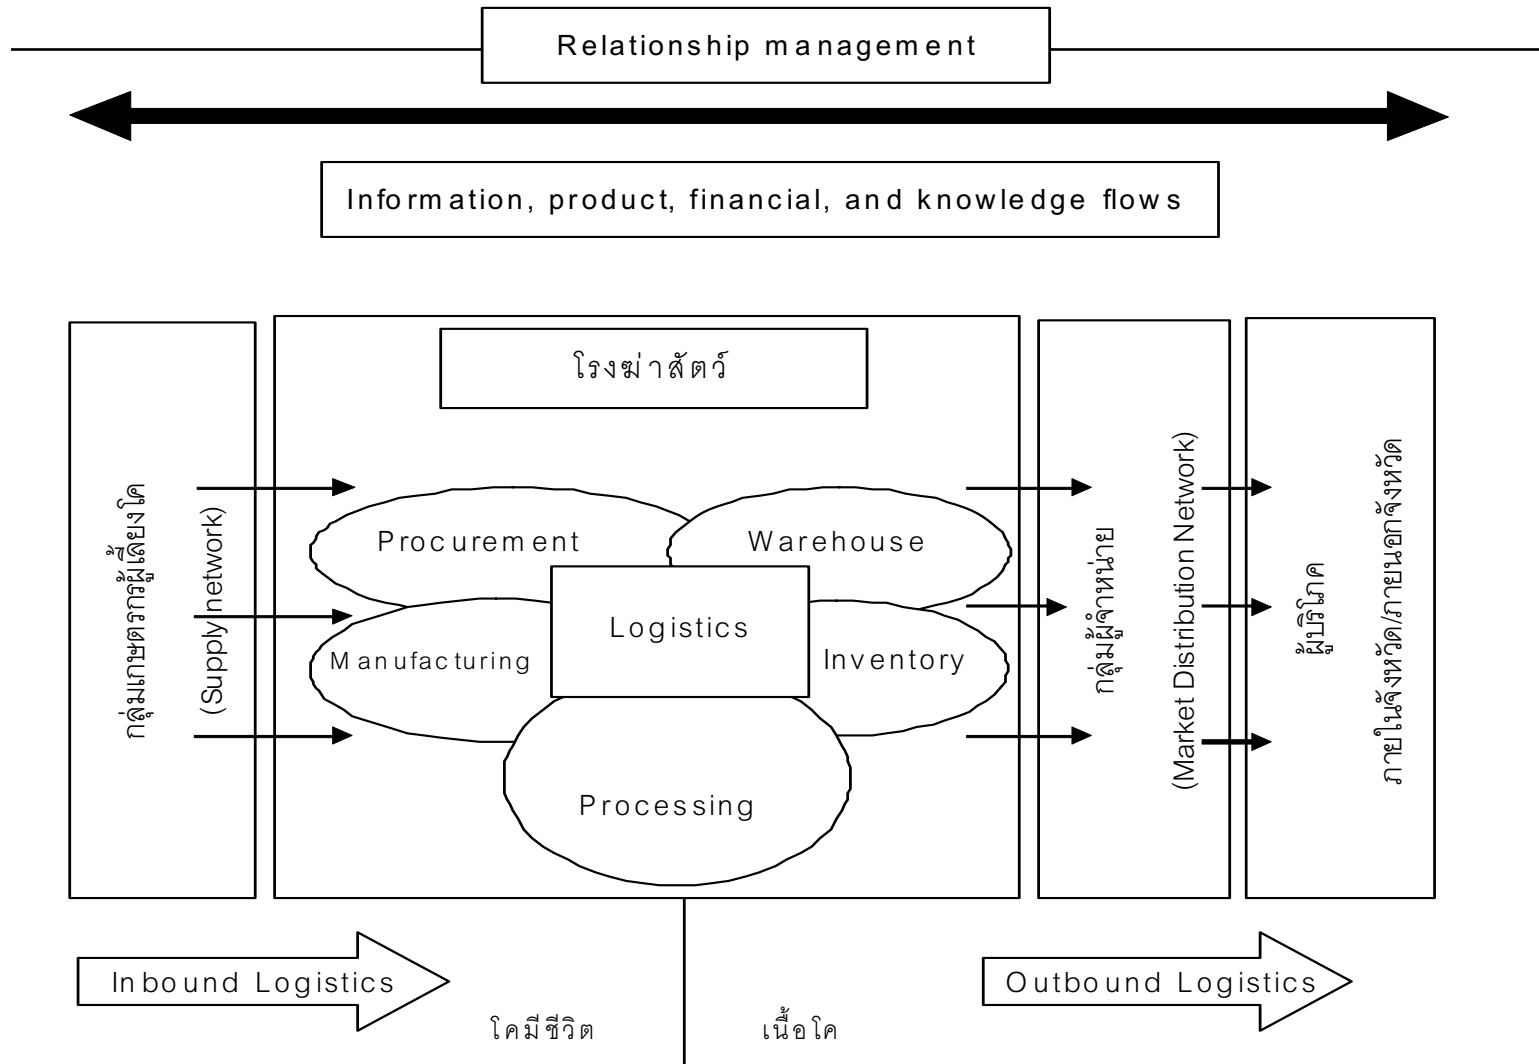 Relationship management
Information, product, financial, and knowledge flows
โรงฆ่าสัตว์
กลุ่มเกษตรกรผู้เลี้ยงโค
(Supply network)
Procurement
Warehouse
Logistics
Manufacturing
Inventory
Processing
กลุ่มผู้จำหน่าย
(Market Distribution Network)
ผู้บริโภค
ภายในจังหวัด/ภายนอกจังหวัด
Inbound Logistics
Outbound Logistics
โคมีชีวิต
เนื้อโค